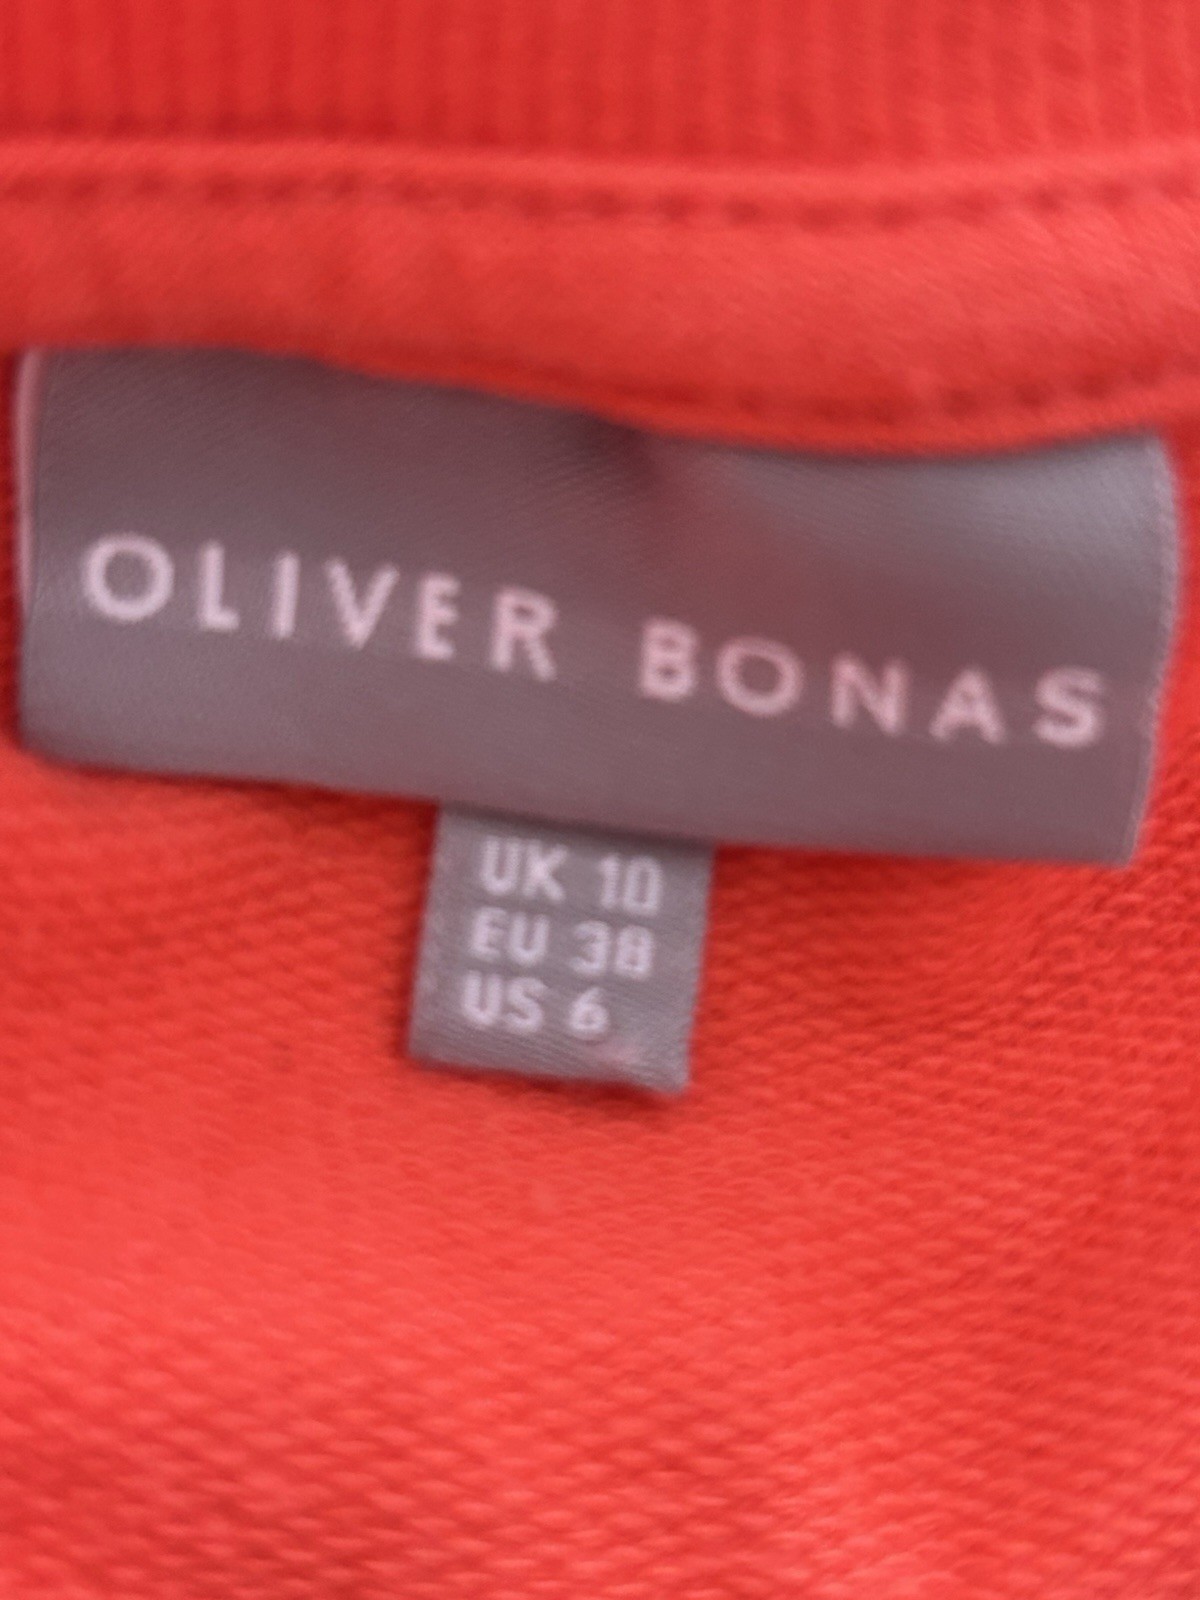 OLIVER BONAS
UK 10
EU 38
US 6